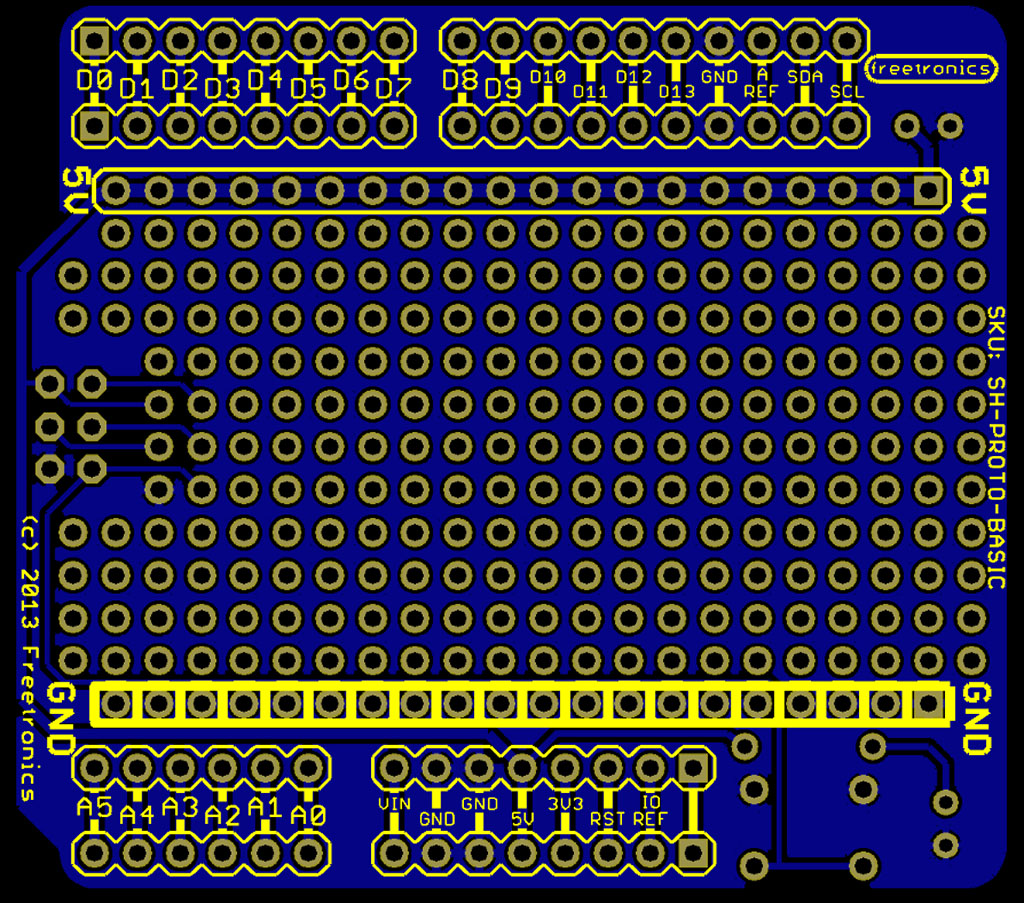 D0 D1 D2 D3 D4 D5 D6 D7 D8 D9 D10 D11 D12 D13 GND A REF SDA SCL
freetronics
5V
5V
SKU: SH-PROTO-BASIC
(c) 2013 Freetronics
GND
GND
A5 A4 A3 A2 A1 A0 VIN GND GND 5V 3V3 RST IO REF